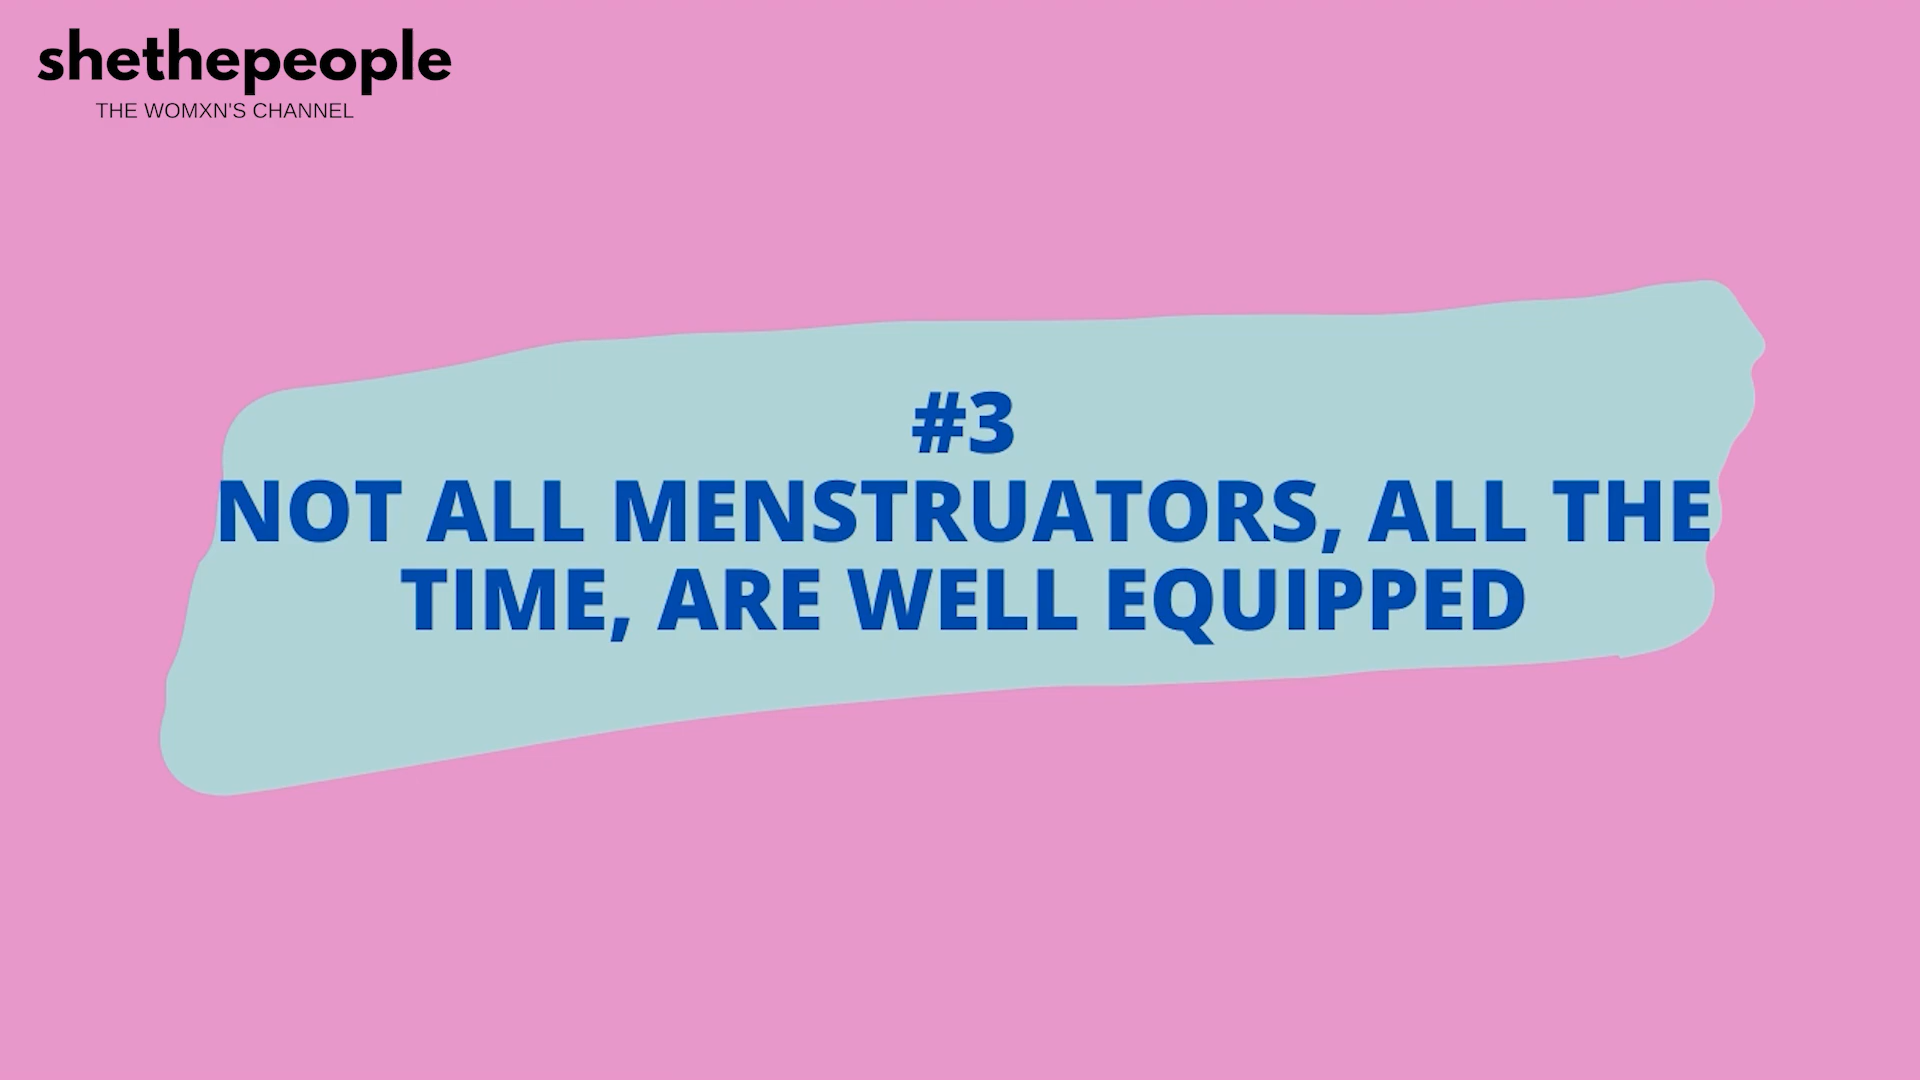 shethepeople
THE WOMXN'S CHANNEL
#3
NOT ALL MENSTRUATORS, ALL THE
TIME, ARE WELL EQUIPPED